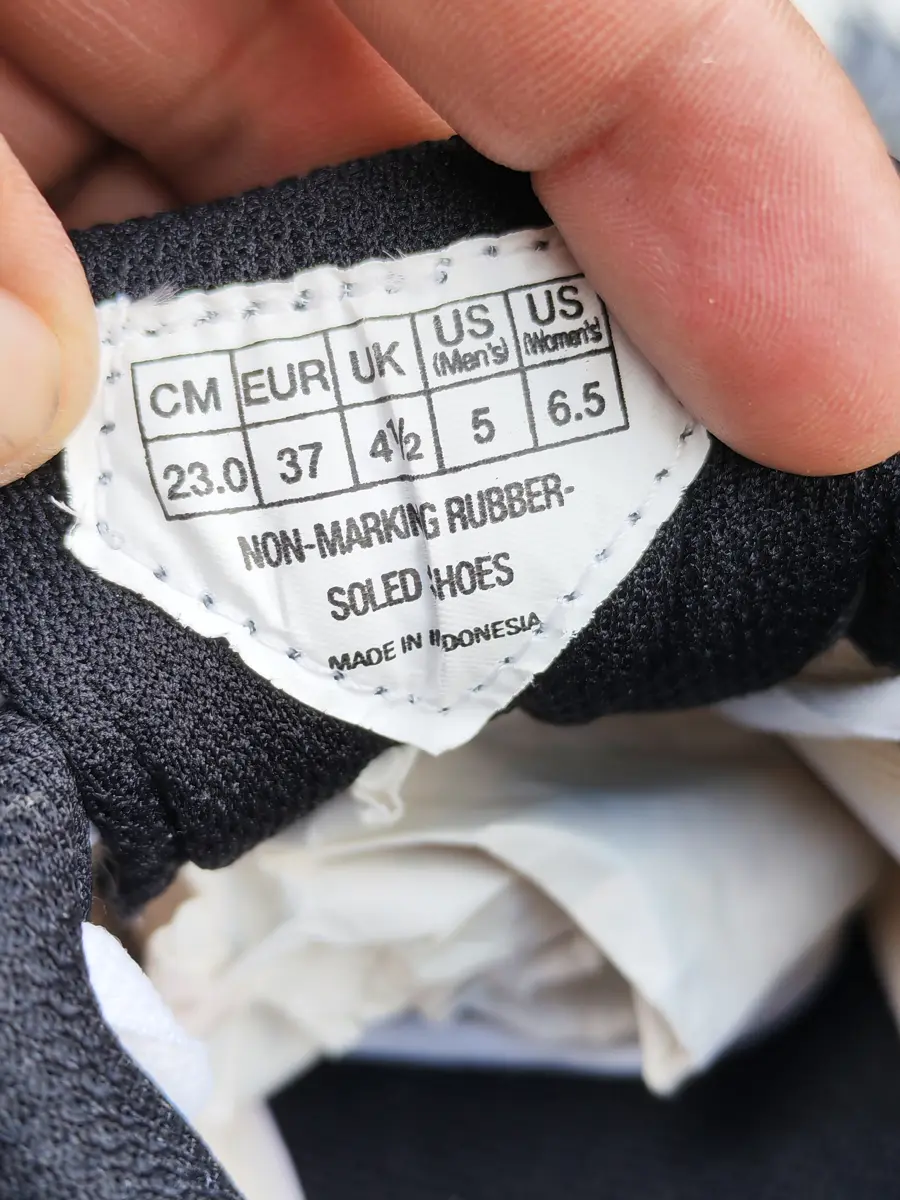 CM EUR UK US (Men's) US (Women's)
23.0 37 4½ 5 6.5
NON-MARKING RUBBER-
SOLED SHOES
MADE IN INDONESIA